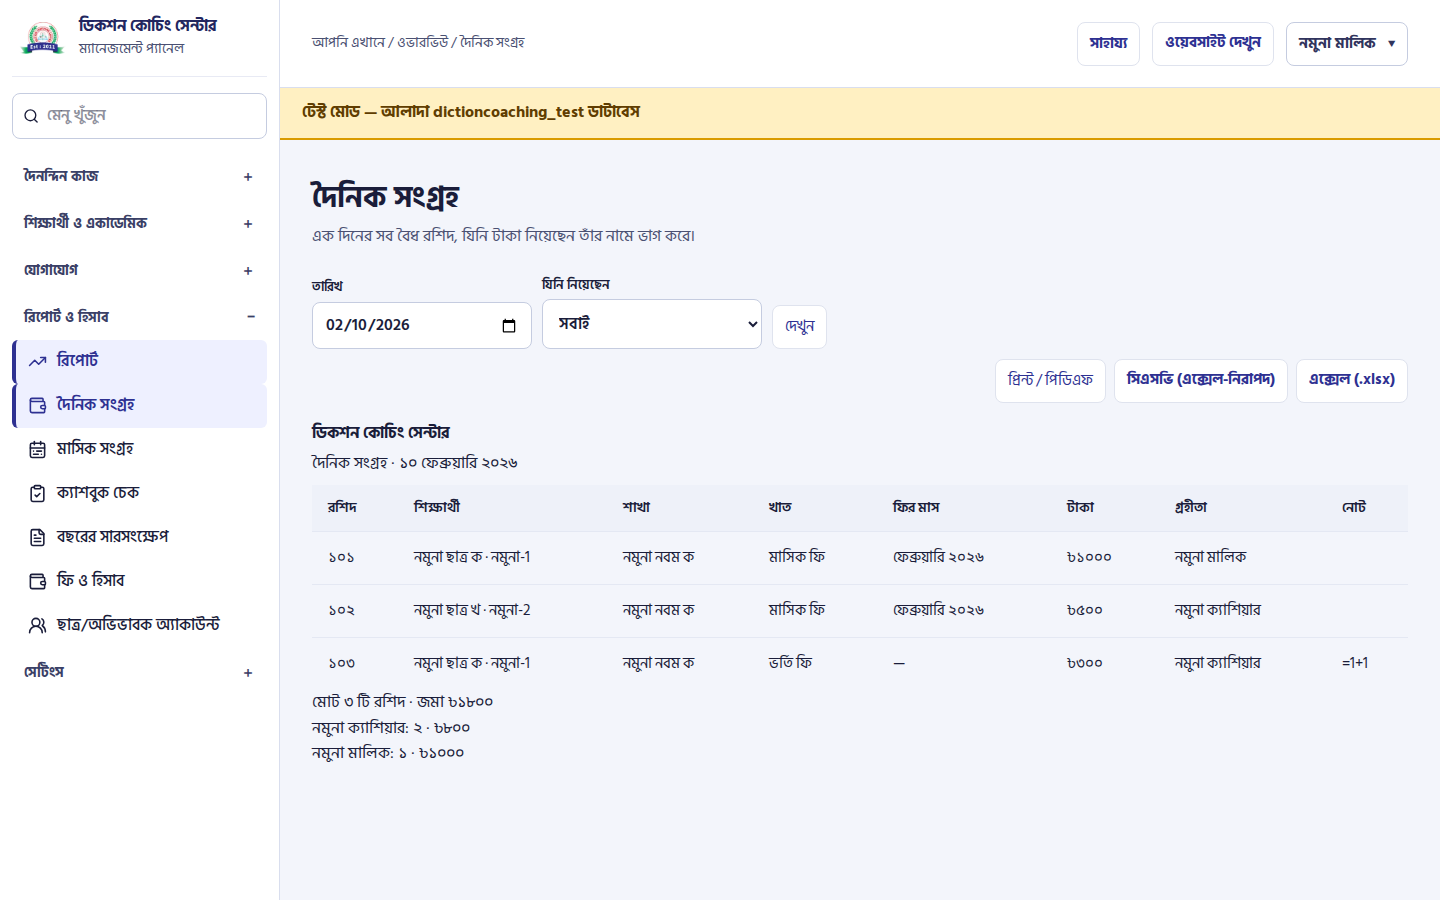 ডিকশন কোচিং সেন্টার
ম্যানেজমেন্ট প্যানেল
Est : 2011
মেনু খুঁজুন
দৈনন্দিন কাজ +
শিক্ষার্থী ও একাডেমিক +
যোগাযোগ +
রিপোর্ট ও হিসাব −
রিপোর্ট
দৈনিক সংগ্রহ
মাসিক সংগ্রহ
ক্যাশবুক চেক
বছরের সারসংক্ষেপ
ফি ও হিসাব
ছাত্র/অভিভাবক অ্যাকাউন্ট
সেটিংস +
আপনি এখানে / ওভারভিউ / দৈনিক সংগ্রহ
সাহায্য ওয়েবসাইট দেখুন নমুনা মালিক ▾
টেস্ট মোড — আলাদা dictioncoaching_test ডাটাবেস
দৈনিক সংগ্রহ
এক দিনের সব বৈধ রশিদ, যিনি টাকা নিয়েছেন তাঁর নামে ভাগ করে।
তারিখ যিনি নিয়েছেন
02/10/2026 সবাই দেখুন
প্রিন্ট / পিডিএফ সিএসভি (এক্সেল-নিরাপদ) এক্সেল (.xlsx)
ডিকশন কোচিং সেন্টার
দৈনিক সংগ্রহ · ১০ ফেব্রুয়ারি ২০২৬
রশিদ শিক্ষার্থী শাখা খাত ফির মাস টাকা গ্রহীতা নোট
১০১ নমুনা ছাত্র ক · নমুনা-1 নমুনা নবম ক মাসিক ফি ফেব্রুয়ারি ২০২৬ ৳১০০০ নমুনা মালিক
১০২ নমুনা ছাত্র খ · নমুনা-2 নমুনা নবম ক মাসিক ফি ফেব্রুয়ারি ২০২৬ ৳৫০০ নমুনা ক্যাশিয়ার
১০৩ নমুনা ছাত্র ক · নমুনা-1 নমুনা নবম ক ভর্তি ফি — ৳৩০০ নমুনা ক্যাশিয়ার =1+1
মোট ৩ টি রশিদ · জমা ৳১৮০০
নমুনা ক্যাশিয়ার: ২ · ৳৮০০
নমুনা মালিক: ১ · ৳১০০০